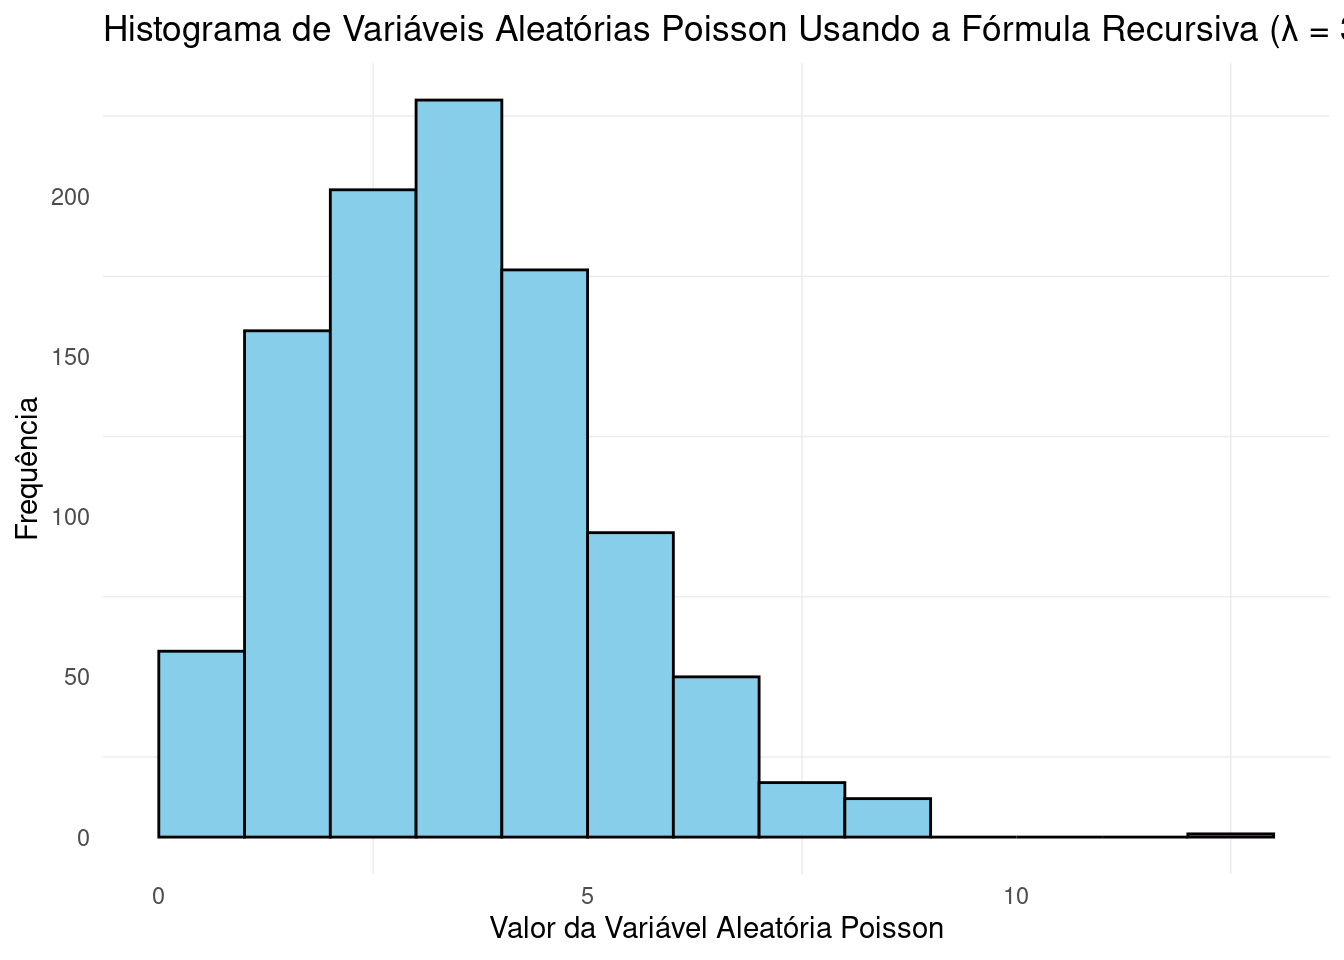 Histograma de Variáveis Aleatórias Poisson Usando a Fórmula Recursiva (λ =
Frequência
200
150
100
50
0
0 5 10
Valor da Variável Aleatória Poisson